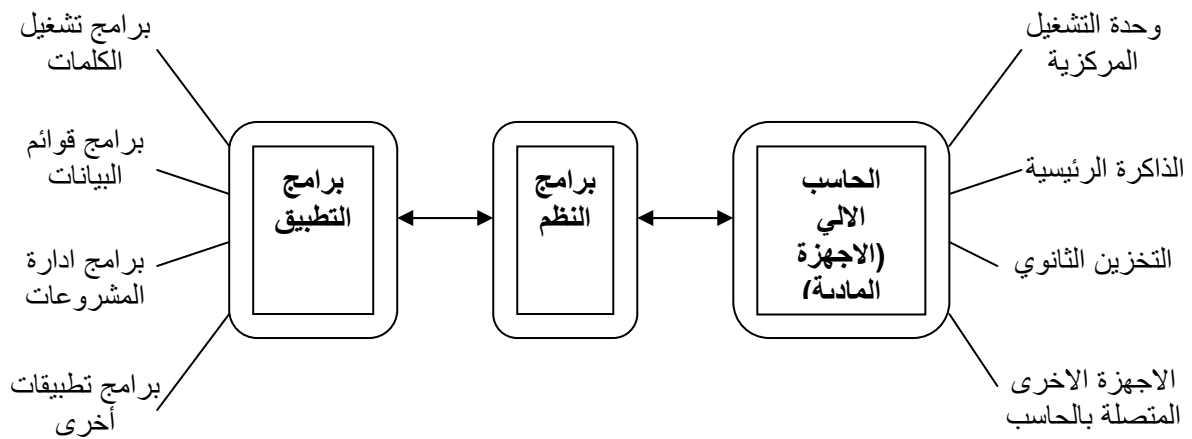 وحدة التشغيل
المركزية
الذاكرة الرئيسية
التخزين الثانوي
الاجهزة الاخرى
المتصلة بالحاسب
الحاسب
الالي
(الاجهزة
المادية)
برامج
النظم
برامج
التطبيق
برامج تشغيل
الكلمات
برامج قوائم
البيانات
برامج ادارة
المشروعات
برامج تطبيقات
أخرى